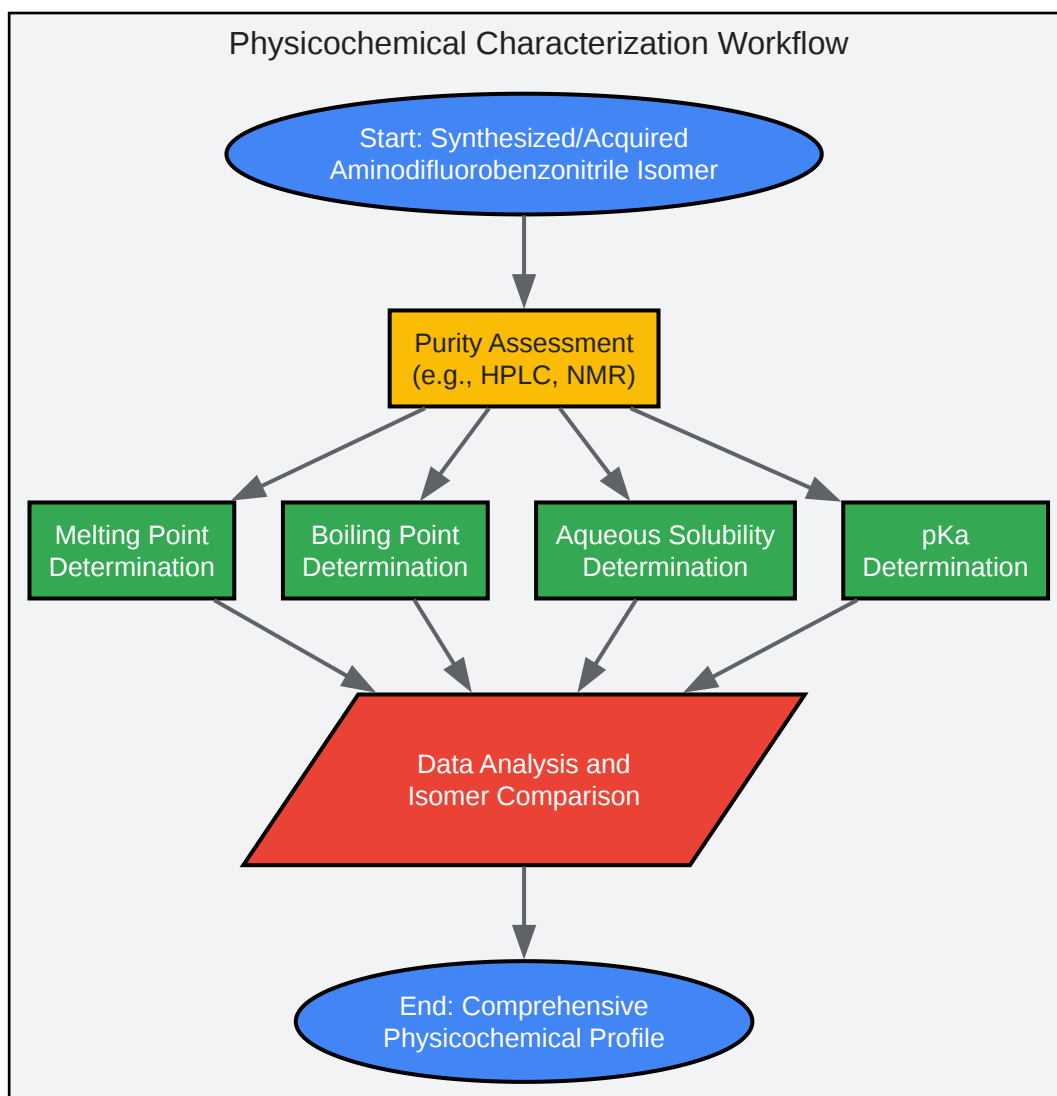 Physicochemical Characterization Workflow
Start: Synthesized/Acquired
Aminodifluorobenzonitrile Isomer
Purity Assessment
(e.g., HPLC, NMR)
Melting Point
Determination
Boiling Point
Determination
Aqueous Solubility
Determination
pKa
Determination
Data Analysis and
Isomer Comparison
End: Comprehensive
Physicochemical Profile